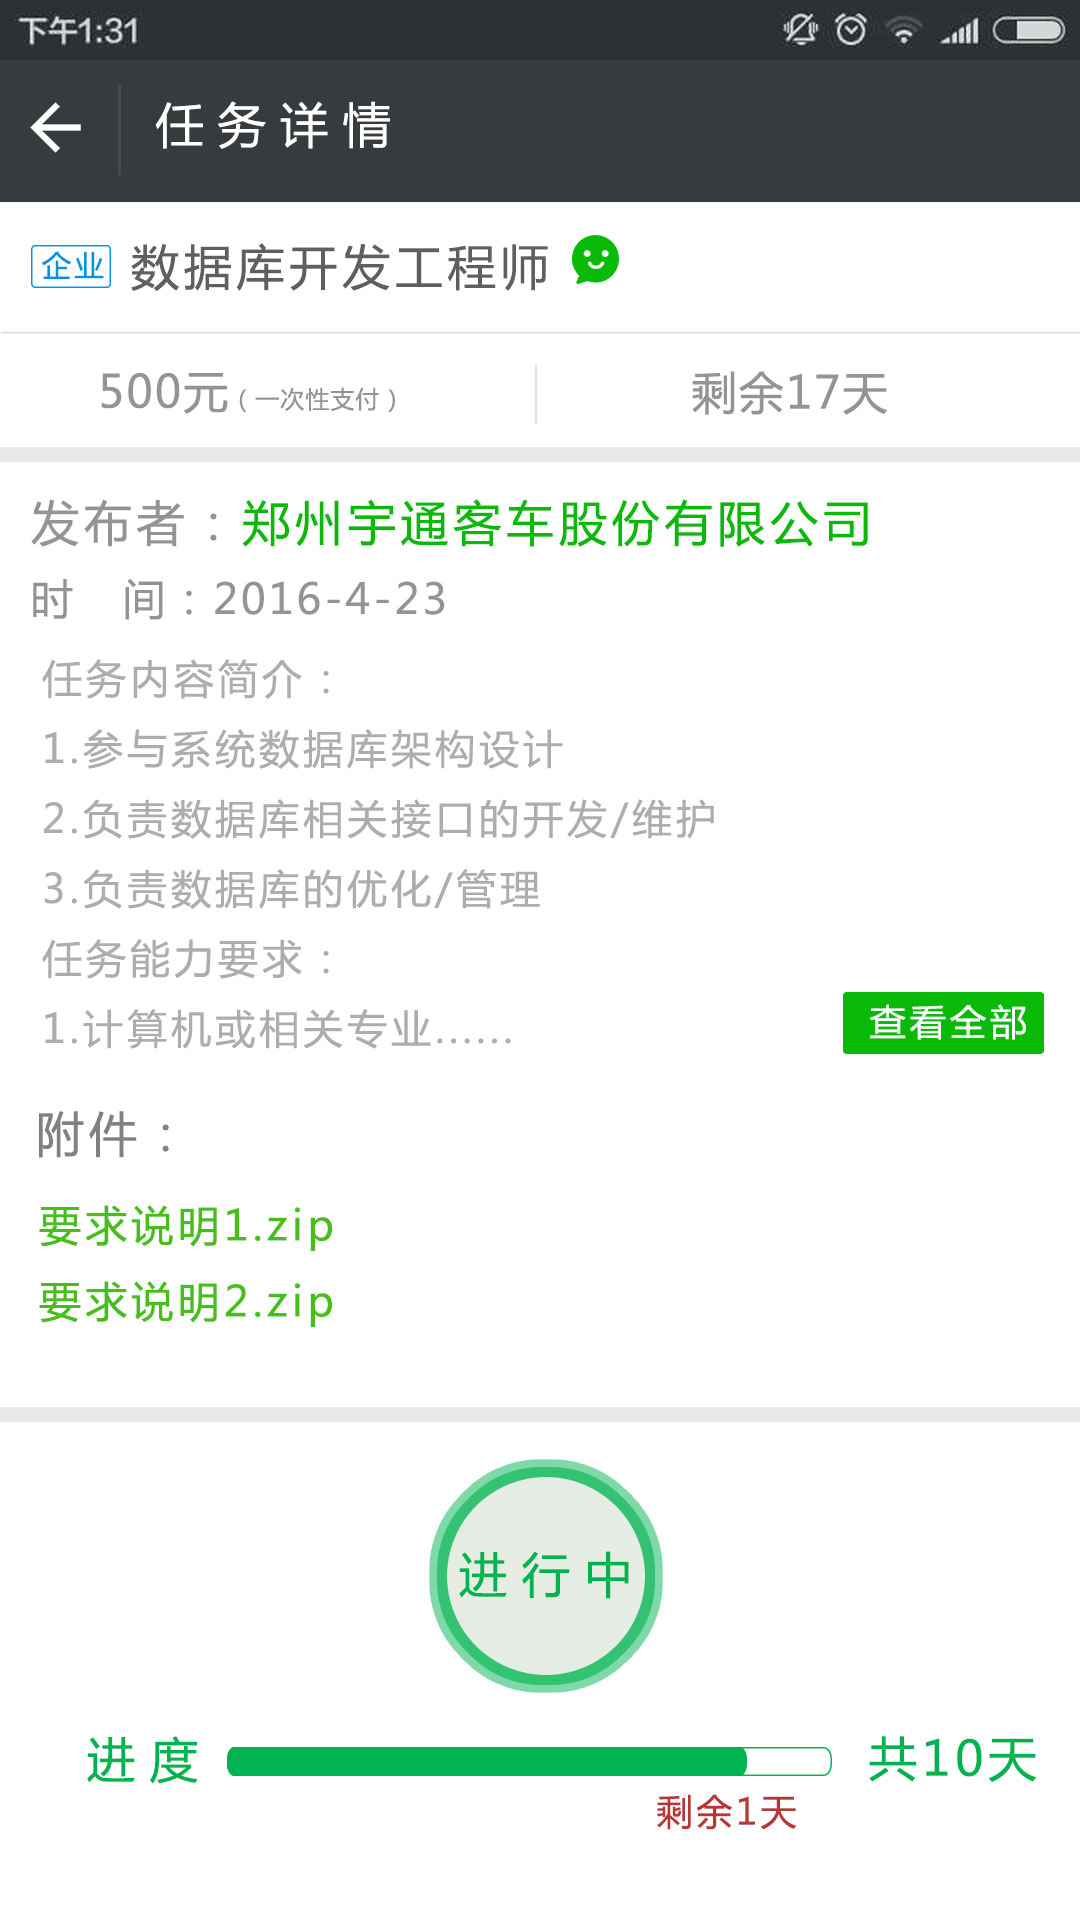 下午1:31
任务详情
企业 数据库开发工程师
500元（一次性支付） 剩余17天
发布者：郑州宇通客车股份有限公司
时 间：2016-4-23
任务内容简介：
1.参与系统数据库架构设计
2.负责数据库相关接口的开发/维护
3.负责数据库的优化/管理
任务能力要求：
1.计算机或相关专业......
查看全部
附件：
要求说明1.zip
要求说明2.zip
进行中
进度 共10天
剩余1天